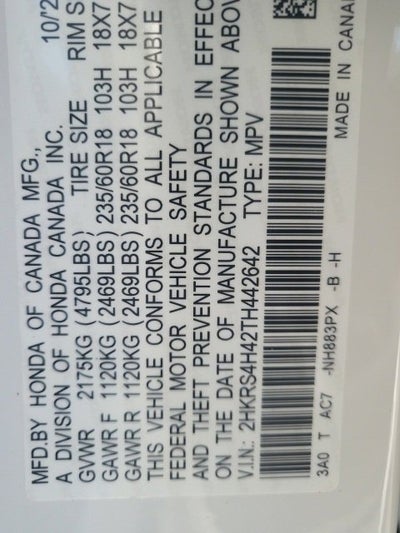 MFD.BY HONDA OF CANADA MFG., 10/2
A DIVISION OF HONDA CANADA INC.
GVWR 2175KG (4795LBS) TIRE SIZE RIM S
GAWR F 1120KG (2469LBS) 235/60R18 103H 18X7
GAWR R 1120KG (2469LBS) 235/60R18 103H 18X7
THIS VEHICLE CONFORMS TO ALL APPLICABLE
FEDERAL MOTOR VEHICLE SAFETY
AND THEFT PREVENTION STANDARDS IN EFFEC
ON THE DATE OF MANUFACTURE SHOWN ABOV
V.I.N.: 2HKRS4H42TH442642 TYPE: MPV
3A0 T AC7 -NH883PX -B -H MADE IN CANAD